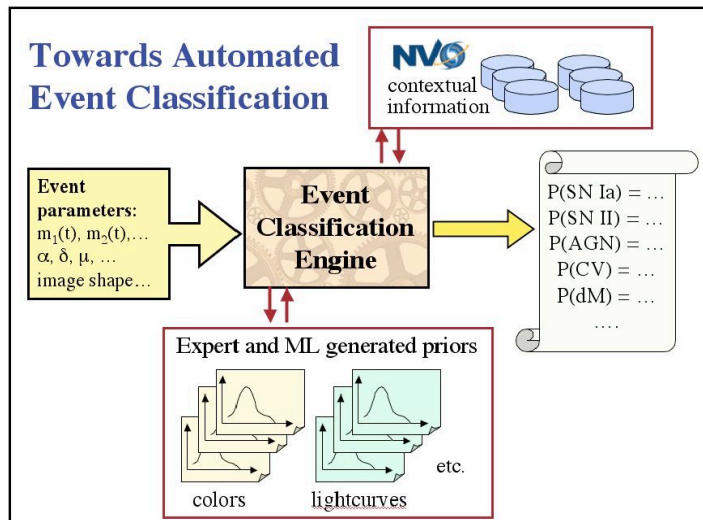 Towards Automated
Event Classification
NVO
contextual
information
Event
parameters:
m₁(t), m₂(t),…
α, δ, μ, …
image shape…
Event
Classification
Engine
P(SN Ia) = …
P(SN II) = …
P(AGN) = …
P(CV) = …
P(dM) = …
….
Expert and ML generated priors
colors
lightcurves
etc.